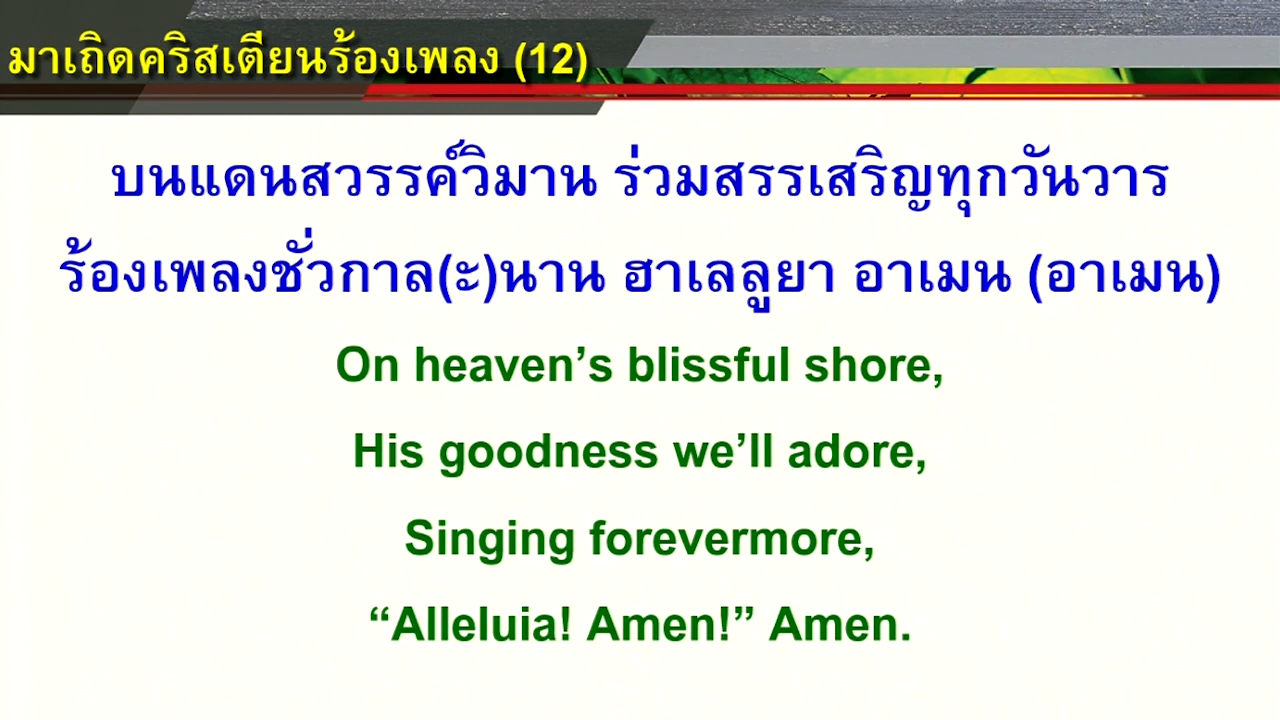 มาเถิดคริสเตียนร้องเพลง (12)
บนแดนสวรรค์วิมาน ร่วมสรรเสริญทุกวันวาร
ร้องเพลงชั่วกาล(ะ)นาน ฮาเลลูยา อาเมน (อาเมน)
On heaven’s blissful shore,
His goodness we’ll adore,
Singing forevermore,
“Alleluia! Amen!” Amen.